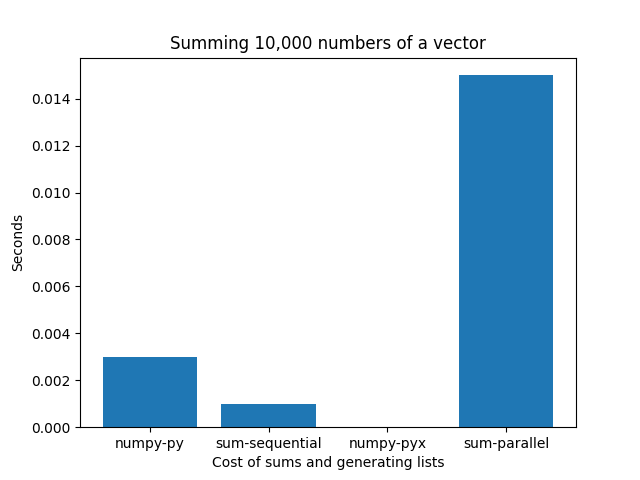 Summing 10,000 numbers of a vector
0.014
0.012
0.010
0.008
0.006
0.004
0.002
0.000
Seconds
numpy-py sum-sequential numpy-pyx sum-parallel
Cost of sums and generating lists